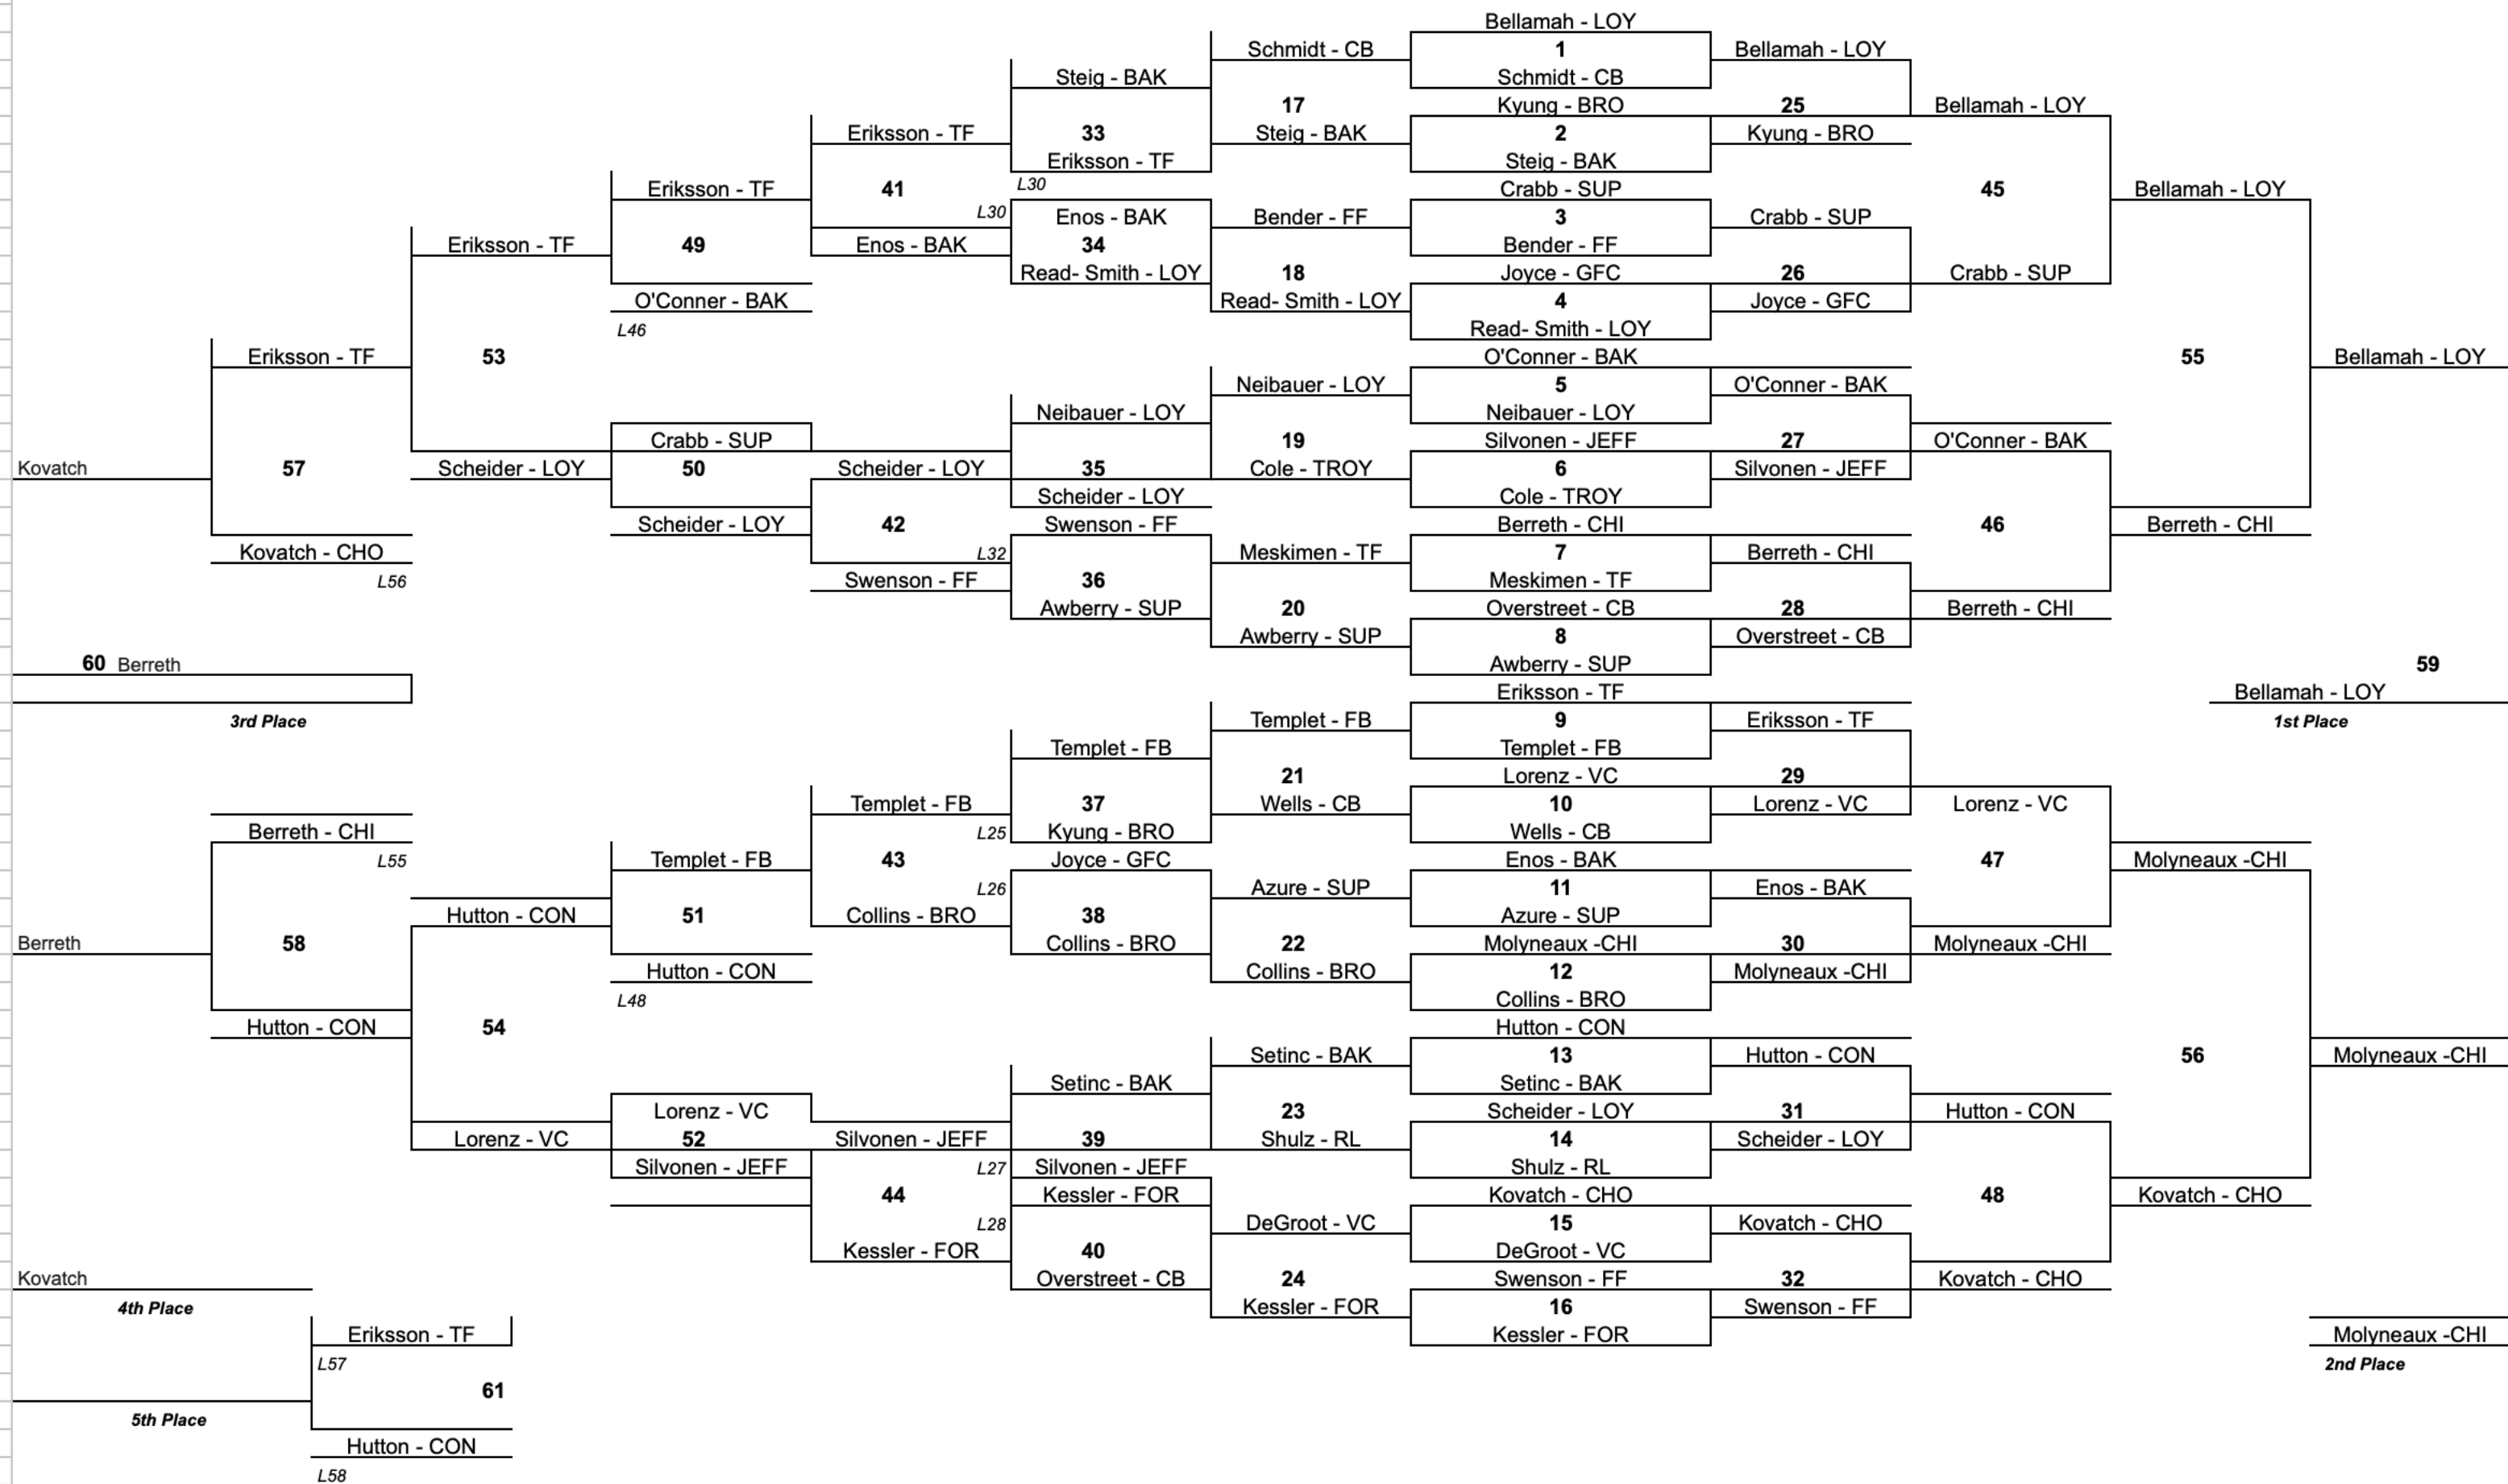 Bellamah - LOY
Schmidt - CB
1
Bellamah - LOY
Steig - BAK
Schmidt - CB
17
Kyung - BRO
25
Bellamah - LOY
Eriksson - TF
33
Steig - BAK
2
Kyung - BRO
Eriksson - TF
Steig - BAK
L30
Eriksson - TF
41
Crabb - SUP
45
Bellamah - LOY
L30
Enos - BAK
Bender - FF
3
Crabb - SUP
Eriksson - TF
49
Enos - BAK
34
Bender - FF
Read- Smith - LOY
18
Joyce - GFC
26
Crabb - SUP
O'Conner - BAK
Read- Smith - LOY
4
Joyce - GFC
L46
Read- Smith - LOY
Eriksson - TF
53
O'Conner - BAK
55
Bellamah - LOY
Neibauer - LOY
5
O'Conner - BAK
Neibauer - LOY
Neibauer - LOY
Crabb - SUP
19
Silvonen - JEFF
27
O'Conner - BAK
Kovatch
57
Scheider - LOY
50
Scheider - LOY
35
Cole - TROY
6
Silvonen - JEFF
Scheider - LOY
Cole - TROY
Scheider - LOY
42
Swenson - FF
Berreth - CHI
46
Berreth - CHI
Kovatch - CHO
L32
Meskimen - TF
7
Berreth - CHI
L56
Swenson - FF
36
Meskimen - TF
Awberry - SUP
20
Overstreet - CB
28
Berreth - CHI
Awberry - SUP
8
Overstreet - CB
60 Berreth
Awberry - SUP
59
Eriksson - TF
Bellamah - LOY
3rd Place
Templet - FB
9
Eriksson - TF
1st Place
Templet - FB
Templet - FB
21
Lorenz - VC
29
Templet - FB
37
Wells - CB
10
Lorenz - VC
Lorenz - VC
Berreth - CHI
L25
Kyung - BRO
Wells - CB
L55
Templet - FB
43
Joyce - GFC
Enos - BAK
47
Molyneaux -CHI
L26
Azure - SUP
11
Enos - BAK
Hutton - CON
51
Collins - BRO
38
Azure - SUP
Berreth
58
Collins - BRO
22
Molyneaux -CHI
30
Molyneaux -CHI
Hutton - CON
Collins - BRO
12
Molyneaux -CHI
L48
Collins - BRO
Hutton - CON
54
Hutton - CON
Setinc - BAK
13
Hutton - CON
56
Molyneaux -CHI
Setinc - BAK
Setinc - BAK
Lorenz - VC
23
Scheider - LOY
31
Hutton - CON
Lorenz - VC
52
Silvonen - JEFF
39
Shulz - RL
14
Scheider - LOY
Silvonen - JEFF
L27
Silvonen - JEFF
Shulz - RL
44
Kessler - FOR
Kovatch - CHO
48
Kovatch - CHO
L28
DeGroot - VC
15
Kovatch - CHO
Kessler - FOR
40
DeGroot - VC
Kovatch
Overstreet - CB
24
Swenson - FF
32
Kovatch - CHO
4th Place
Kessler - FOR
16
Swenson - FF
Eriksson - TF
Kessler - FOR
Molyneaux -CHI
L57
2nd Place
61
5th Place
Hutton - CON
L58